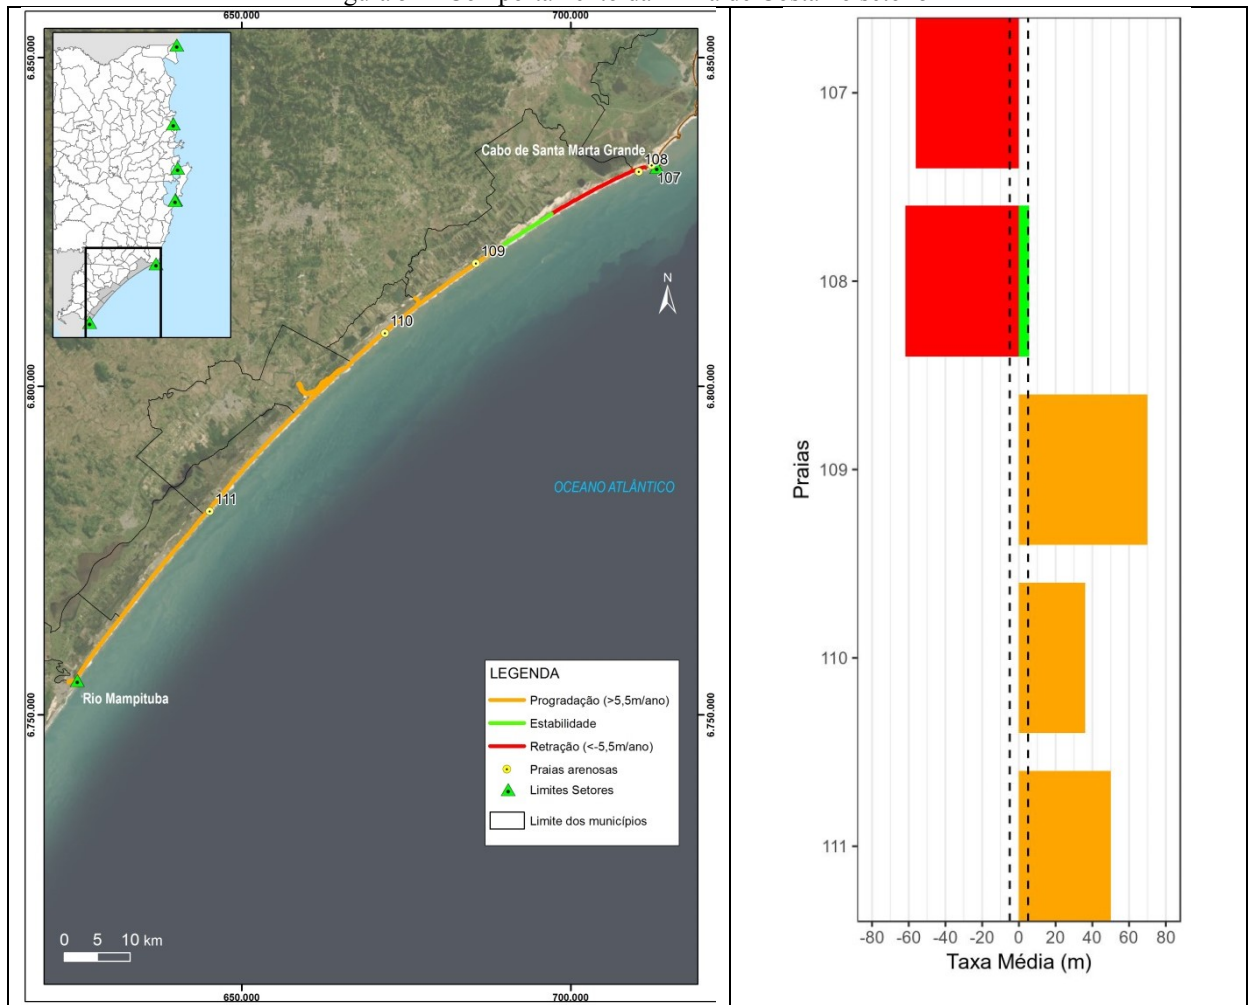 650.000
700.000
6.850.000
6.850.000
Cabo de Santa Marta Grande
108
107
109
N
110
6.800.000
6.800.000
OCEANO ATLÂNTICO
111
LEGENDA
Progradação (>5,5m/ano)
Estabilidade
Retração (<-5,5m/ano)
Praias arenosas
Limites Setores
Limite dos municípios
Rio Mampituba
6.750.000
6.750.000
0 5 10 km
650.000
700.000
107
108
Praias
109
110
111
-80 -60 -40 -20 0 20 40 60 80
Taxa Média (m)